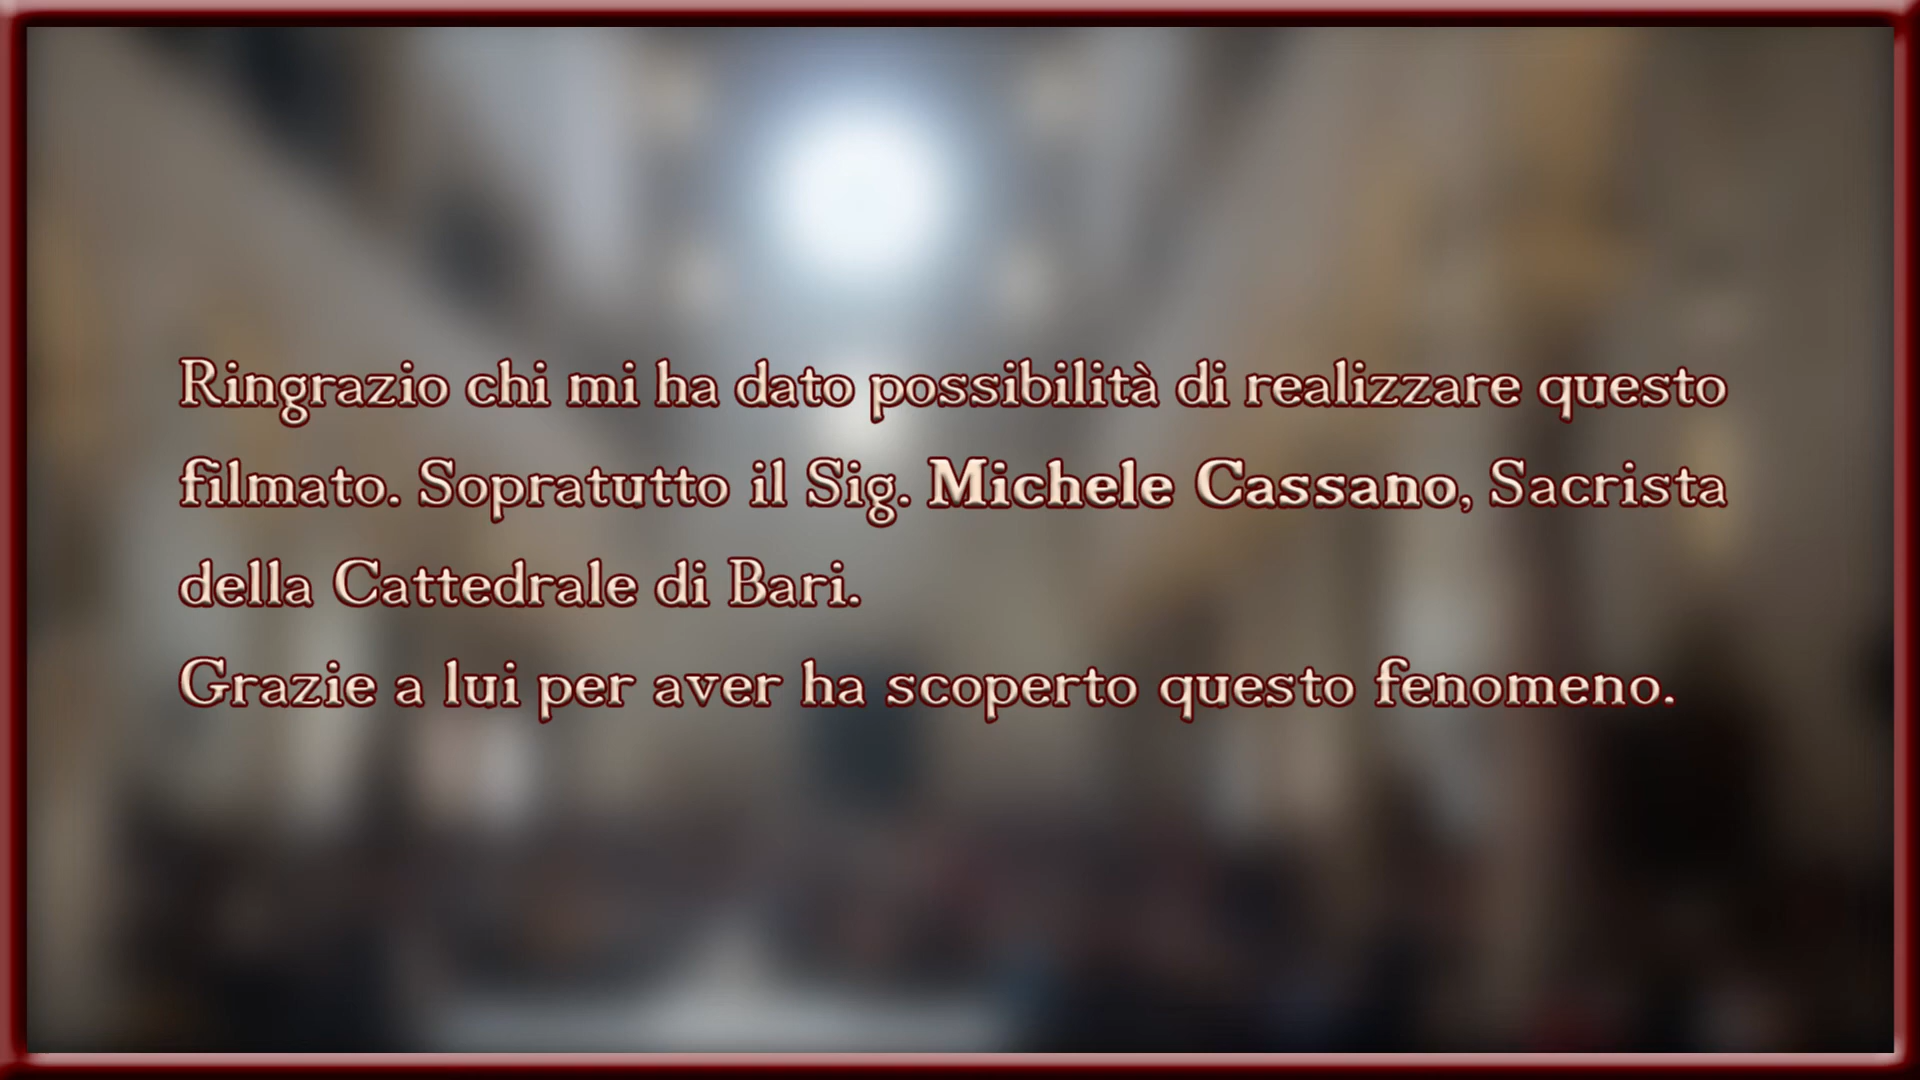 Ringrazio chi mi ha dato possibilità di realizzare questo
filmato. Sopratutto il Sig. Michele Cassano, Sacrista
della Cattedrale di Bari.
Grazie a lui per aver ha scoperto questo fenomeno.